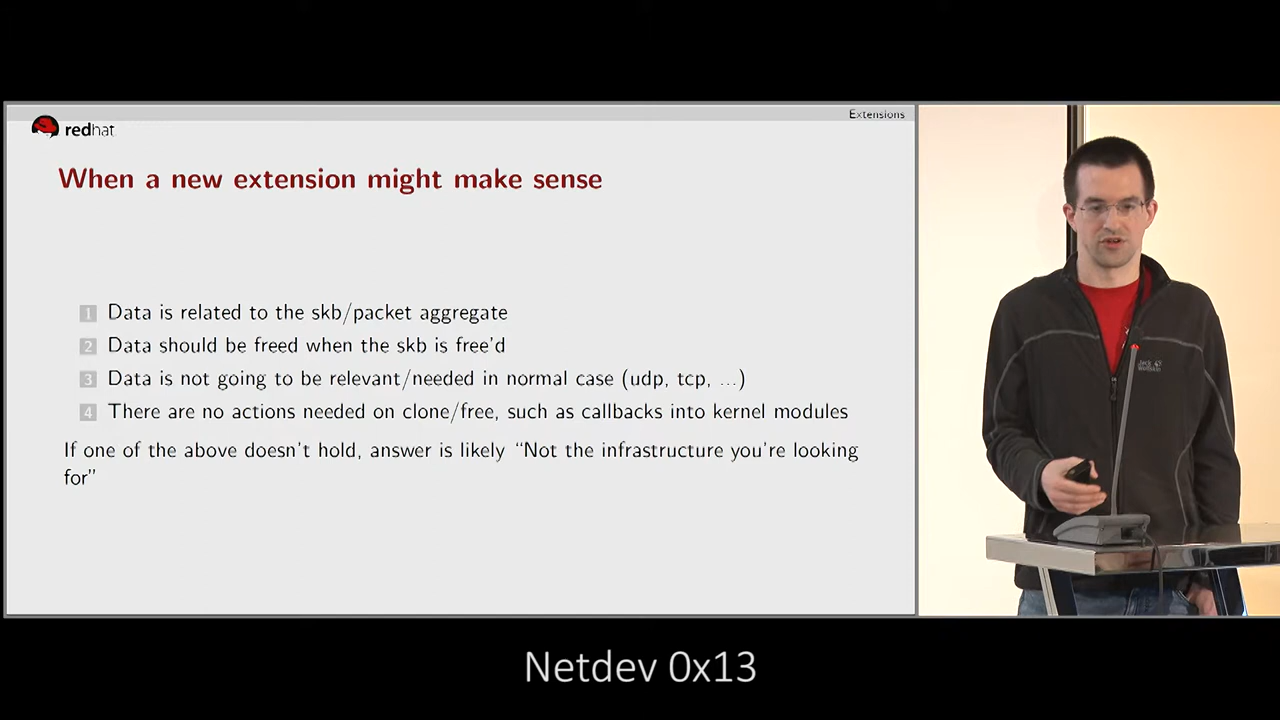 Extensions
redhat
When a new extension might make sense
1 Data is related to the skb/packet aggregate
2 Data should be freed when the skb is free'd
3 Data is not going to be relevant/needed in normal case (udp, tcp, ...)
4 There are no actions needed on clone/free, such as callbacks into kernel modules
If one of the above doesn't hold, answer is likely “Not the infrastructure you're looking
for”
Jack
Wolfskin
Netdev 0x13